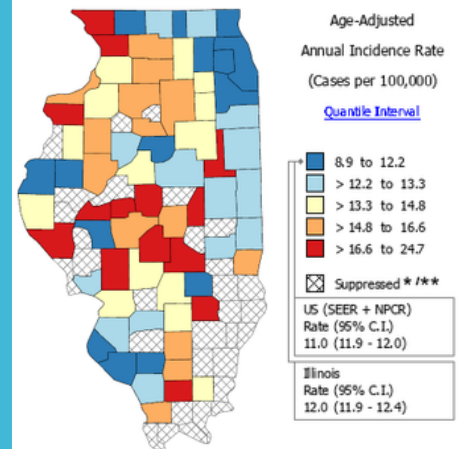 Age-Adjusted
Annual Incidence Rate
(Cases per 100,000)
Quantile Interval
8.9 to 12.2
> 12.2 to 13.3
> 13.3 to 14.8
> 14.8 to 16.6
> 16.6 to 24.7
Suppressed */**
US (SEER + NPCR)
Rate (95% C.I.)
11.0 (11.9 - 12.0)
Illinois
Rate (95% C.I.)
12.0 (11.9 - 12.4)